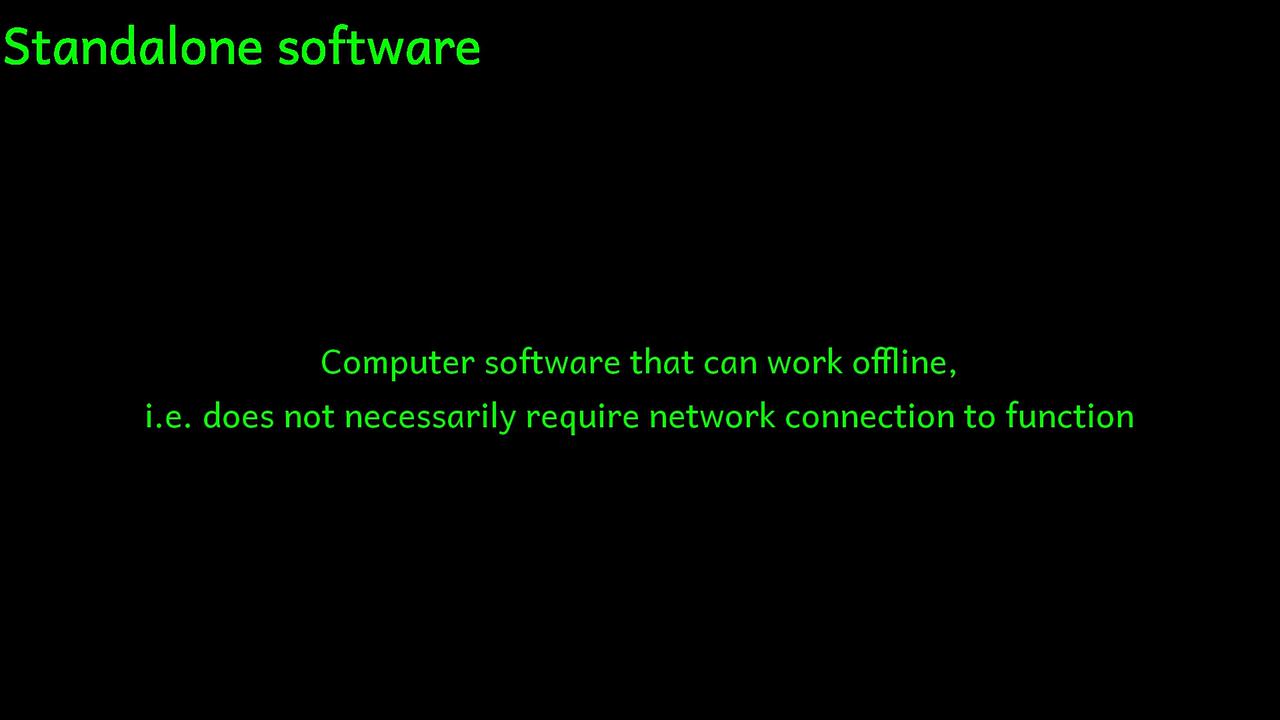 Standalone software
Computer software that can work offline,
i.e. does not necessarily require network connection to function